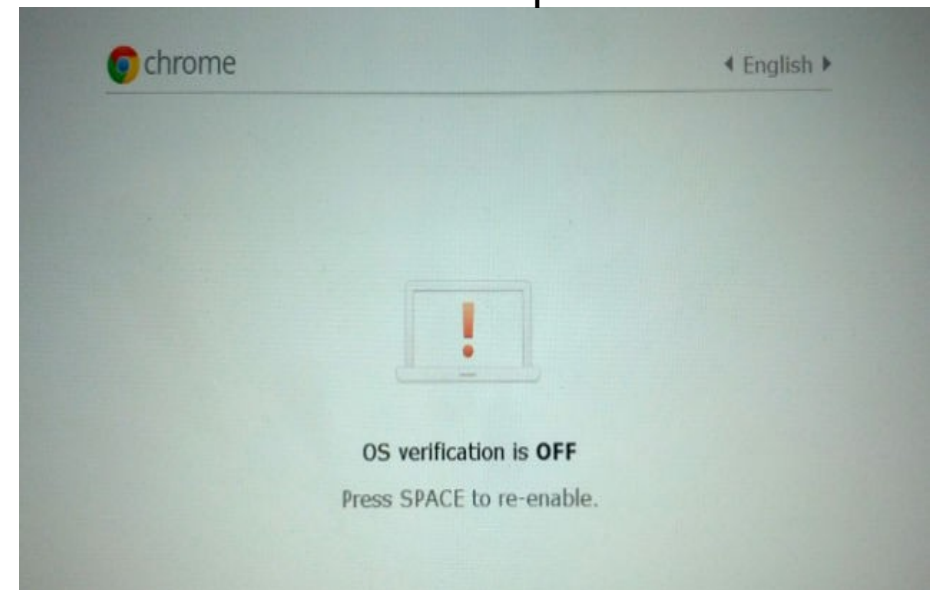 chrome
English
OS verification is OFF
Press SPACE to re-enable.